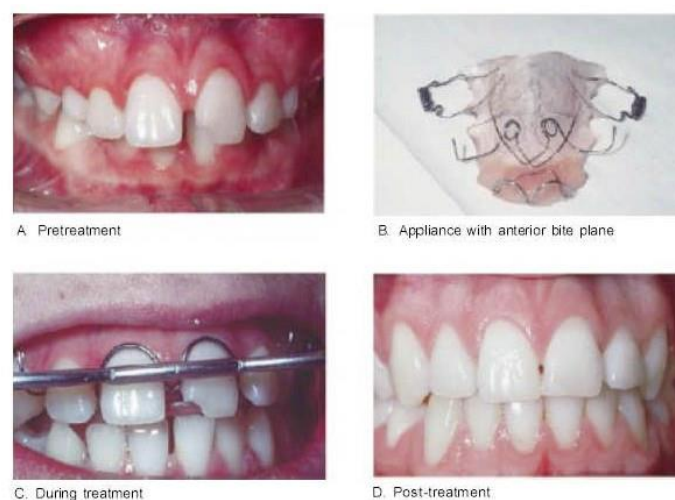 A. Pretreatment
B. Appliance with anterior bite plane
C. During treatment
D. Post-treatment